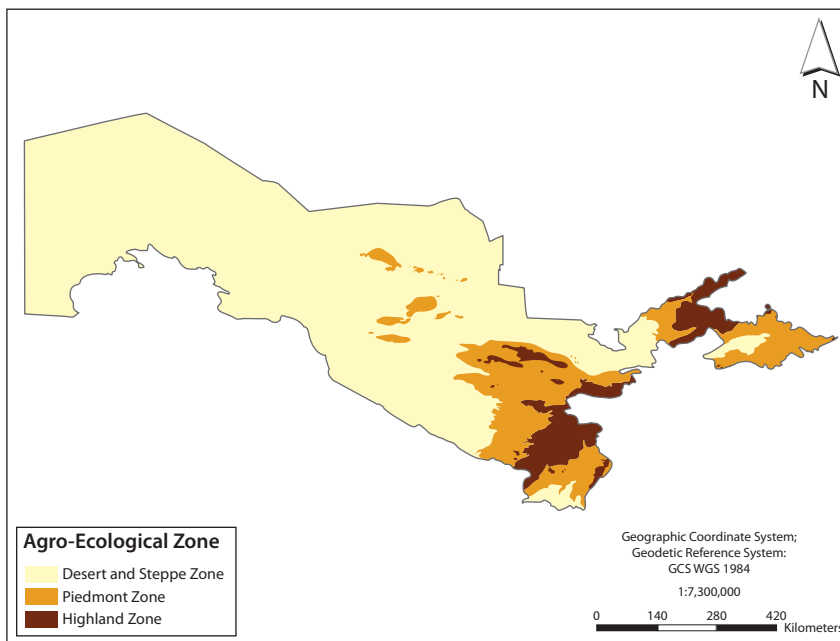 N
Agro-Ecological Zone
Desert and Steppe Zone
Piedmont Zone
Highland Zone
Geographic Coordinate System;
Geodetic Reference System:
GCS WGS 1984
1:7,300,000
0 140 280 420
Kilometers